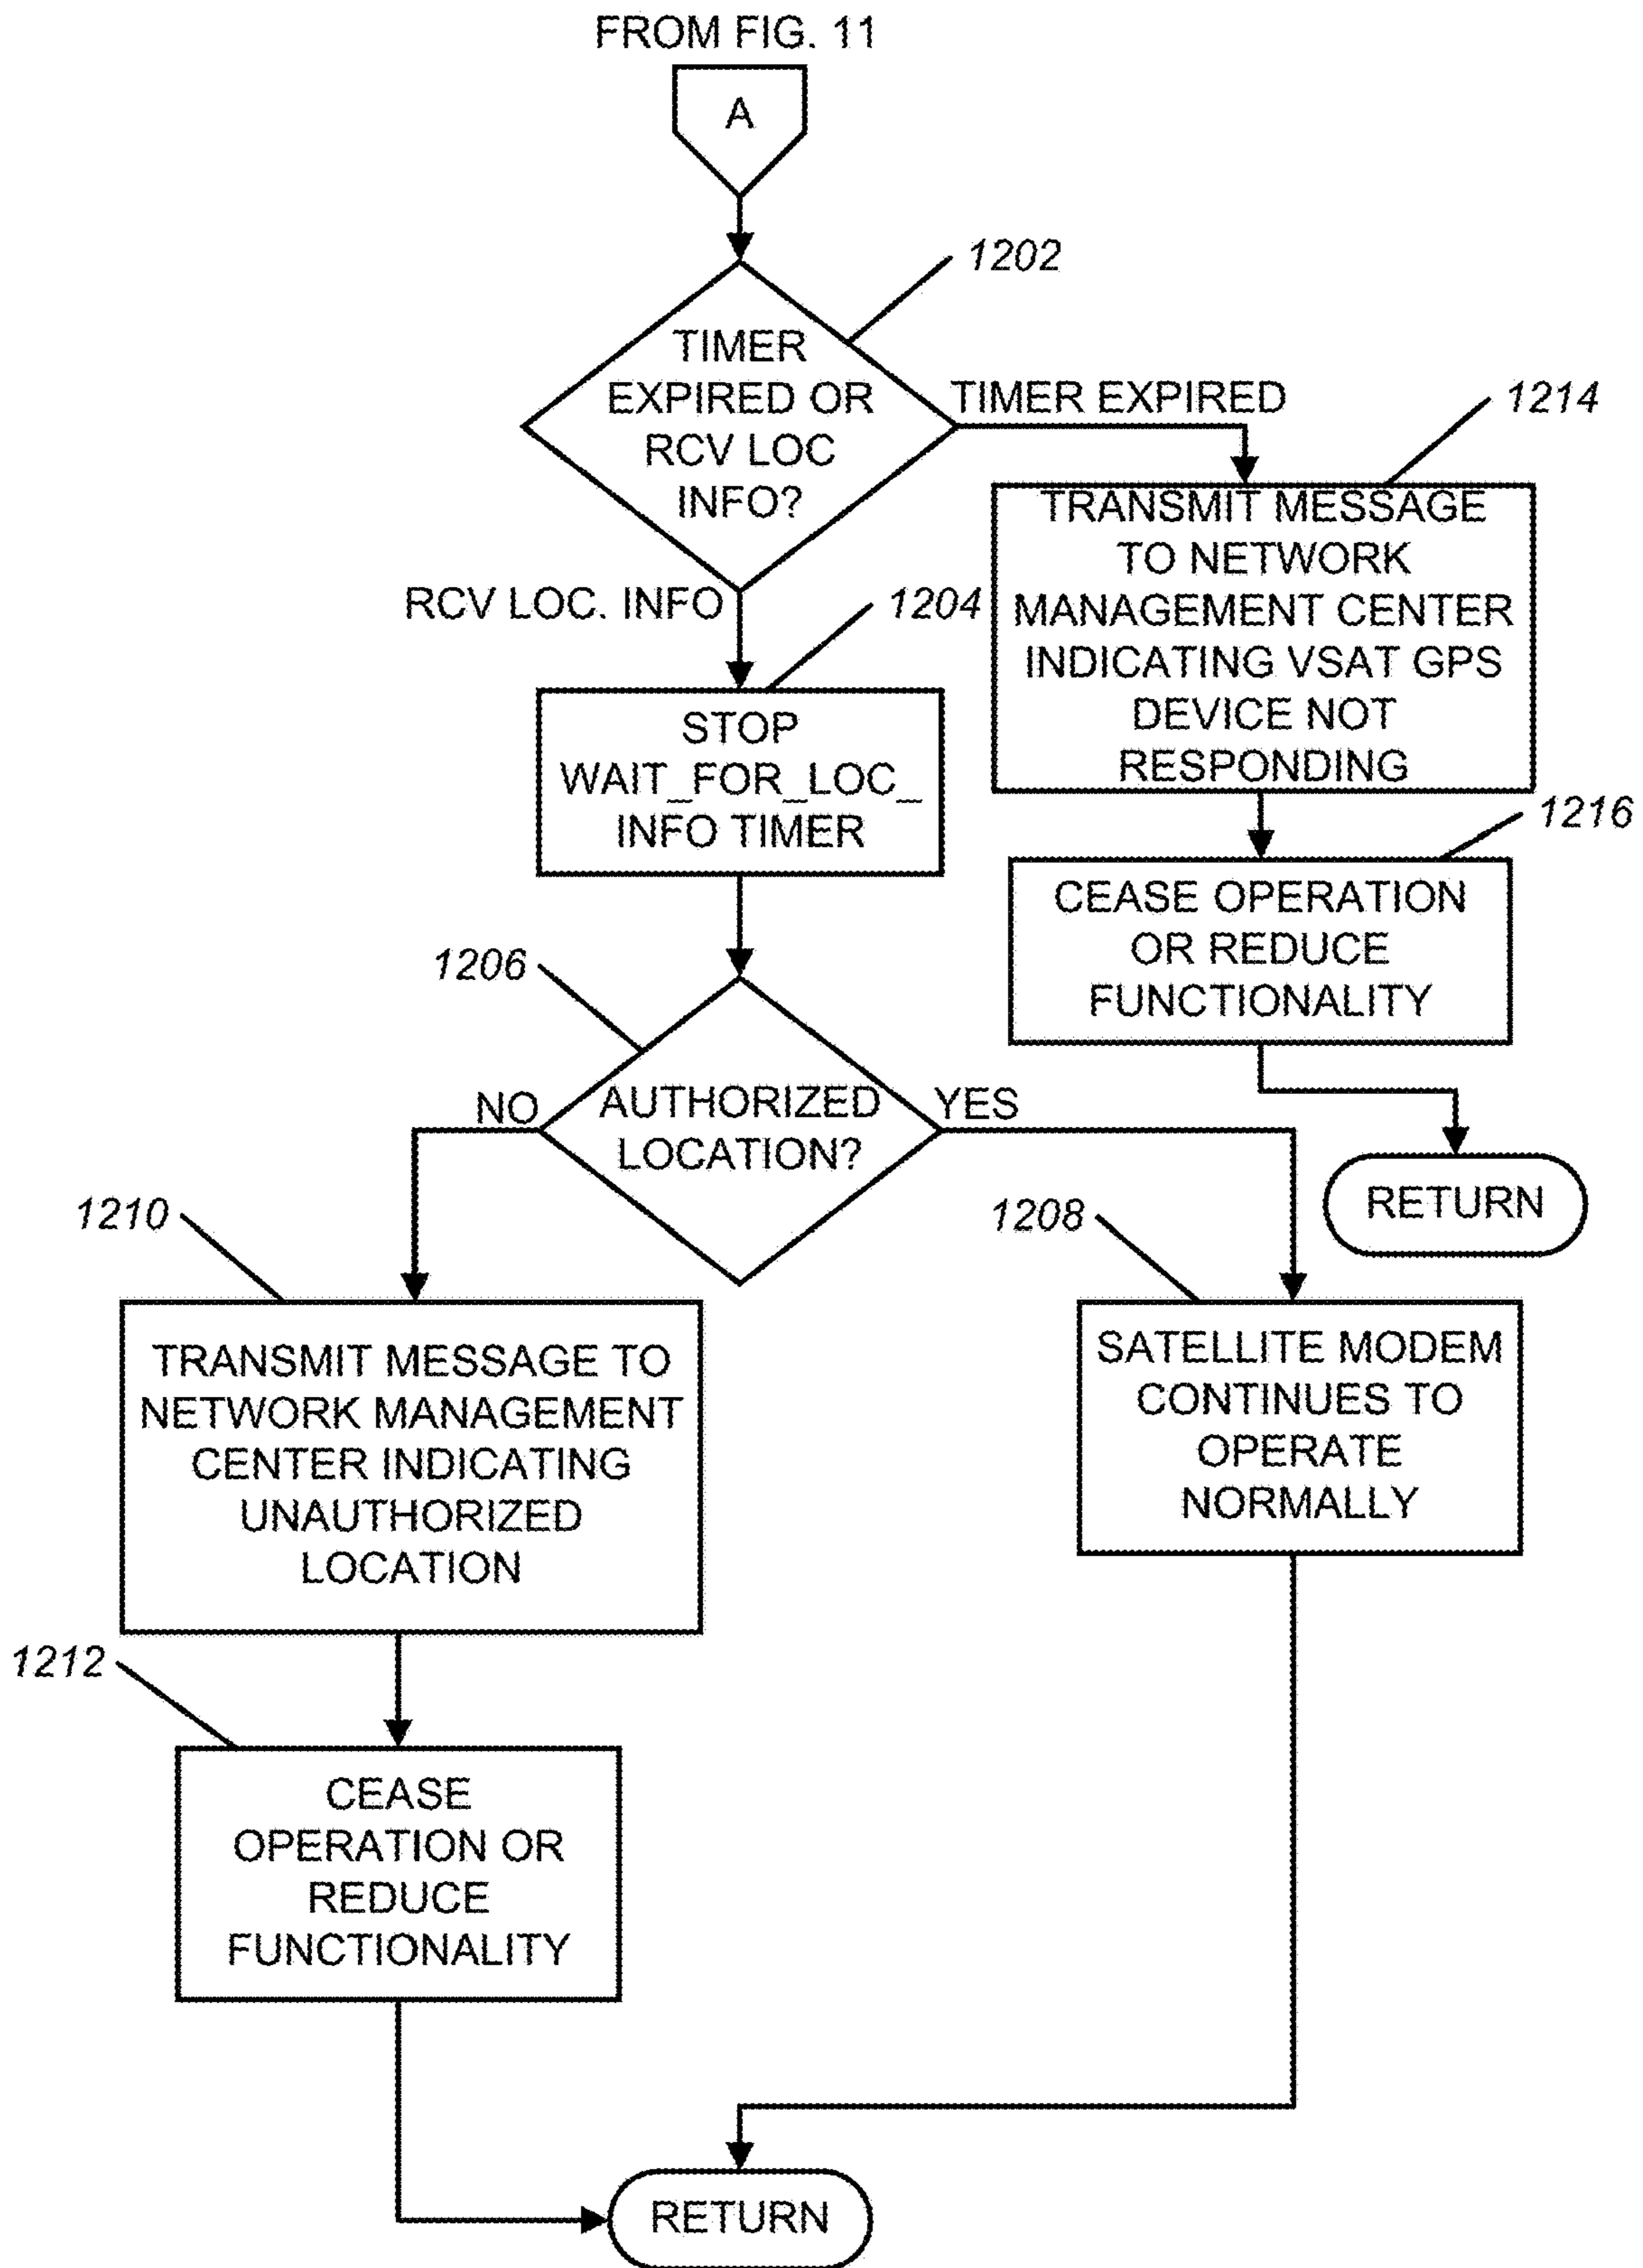 FROM FIG. 11
A
1202
TIMER
EXPIRED OR
RCV LOC
INFO?
TIMER EXPIRED
1214
TRANSMIT MESSAGE
TO NETWORK
MANAGEMENT CENTER
INDICATING VSAT GPS
DEVICE NOT
RESPONDING
RCV LOC. INFO
1204
STOP
WAIT_FOR_LOC_
INFO TIMER
1216
CEASE OPERATION
OR REDUCE
FUNCTIONALITY
RETURN
1206
AUTHORIZED
LOCATION?
NO
YES
1210
TRANSMIT MESSAGE TO
NETWORK MANAGEMENT
CENTER INDICATING
UNAUTHORIZED
LOCATION
1208
SATELLITE MODEM
CONTINUES TO
OPERATE
NORMALLY
1212
CEASE
OPERATION OR
REDUCE
FUNCTIONALITY
RETURN